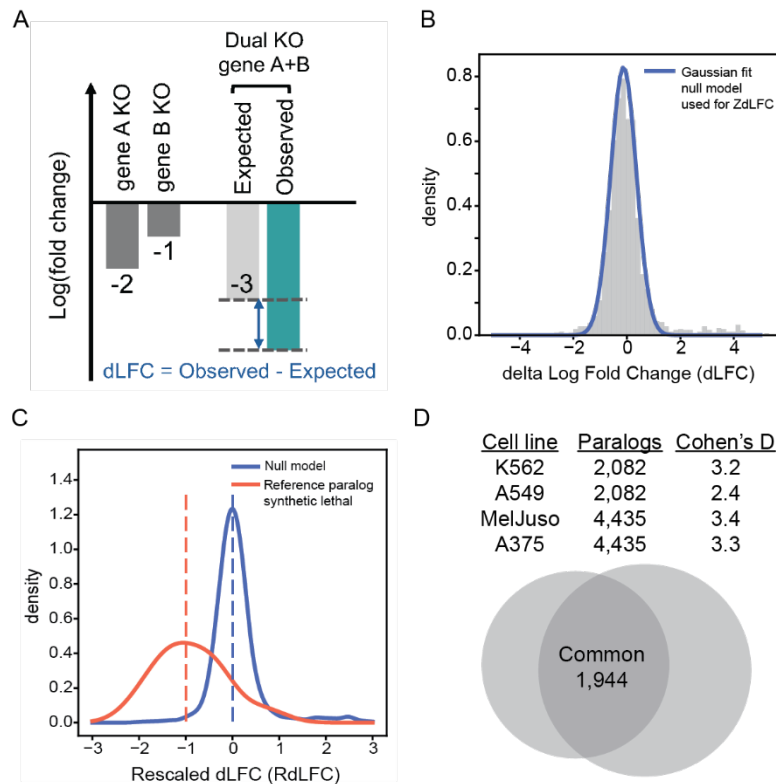 A
Dual KO
gene A+B
gene A KO
gene B KO
Expected
Observed
Log(fold change)
-2
-1
-3
dLFC = Observed - Expected
B
Gaussian fit
null model
used for ZdLFC
density
0.8
0.6
0.4
0.2
0.0
-4 -2 0 2 4
delta Log Fold Change (dLFC)
C
Null model
Reference paralog
synthetic lethal
density
1.4
1.2
1.0
0.8
0.6
0.4
0.2
0.0
-3 -2 -1 0 1 2 3
Rescaled dLFC (RdLFC)
D
Cell line Paralogs Cohen's D
K562 2,082 3.2
A549 2,082 2.4
MelJuso 4,435 3.4
A375 4,435 3.3
Common
1,944